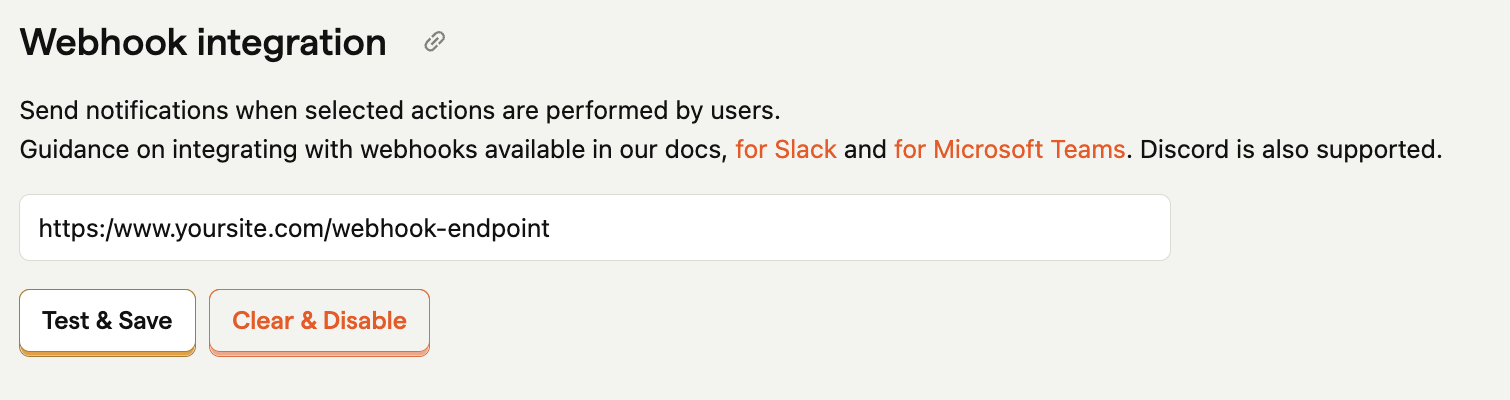 Webhook integration
Send notifications when selected actions are performed by users.
Guidance on integrating with webhooks available in our docs, for Slack and for Microsoft Teams. Discord is also supported.
https:/www.yoursite.com/webhook-endpoint
Test & Save
Clear & Disable